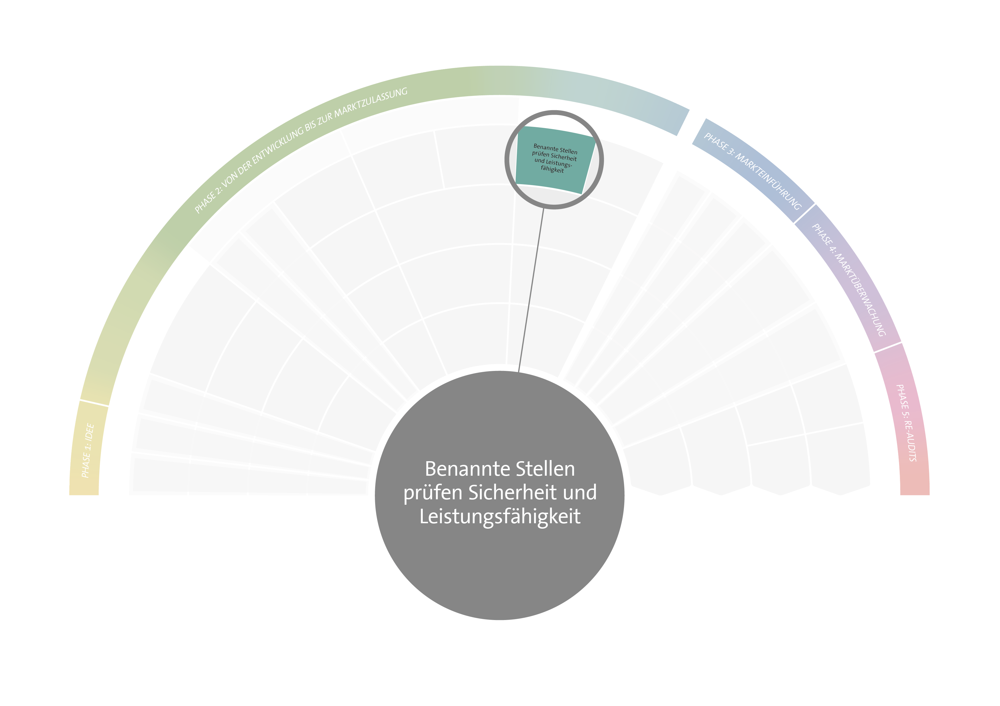 PHASE 1: IDEE
PHASE 2: VON DER ENTWICKLUNG BIS ZUR MARKTZULASSUNG
PHASE 3: MARKTEINFÜHRUNG
PHASE 4: MARKTÜBERWACHUNG
PHASE 5: RE-AUDITS
Benannte Stellen
prüfen Sicherheit
und Leistungs-
fähigkeit
Benannte Stellen
prüfen Sicherheit und
Leistungsfähigkeit